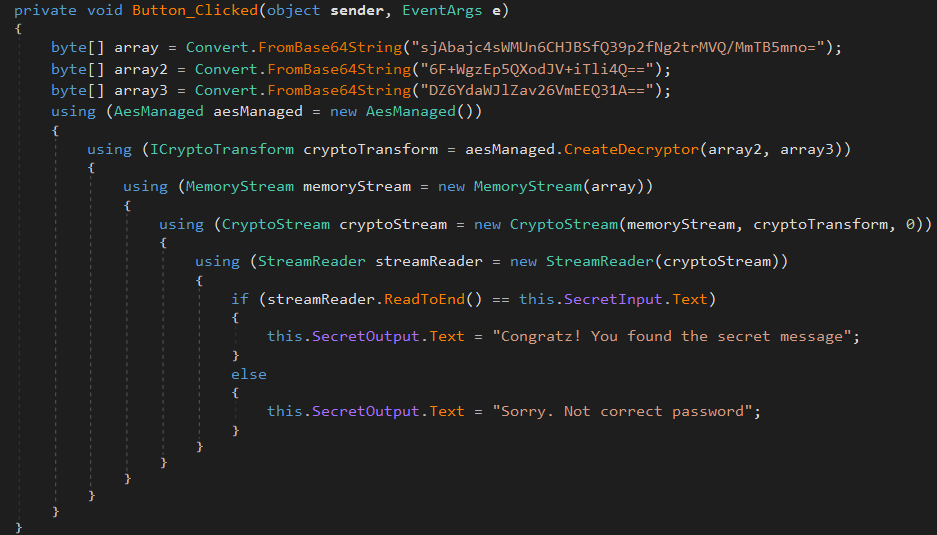 private void Button_Clicked(object sender, EventArgs e)
{
byte[] array = Convert.FromBase64String("sjAbajc4sWMUn6CHJBSfQ39p2fNg2trMVQ/MmTB5mno=");
byte[] array2 = Convert.FromBase64String("6F+WgzEp5QXodJV+iTli4Q==");
byte[] array3 = Convert.FromBase64String("DZ6YdaWJlZav26VmEEQ31A==");
using (AesManaged aesManaged = new AesManaged())
{
using (ICryptoTransform cryptoTransform = aesManaged.CreateDecryptor(array2, array3))
{
using (MemoryStream memoryStream = new MemoryStream(array))
{
using (CryptoStream cryptoStream = new CryptoStream(memoryStream, cryptoTransform, 0))
{
using (StreamReader streamReader = new StreamReader(cryptoStream))
{
if (streamReader.ReadToEnd() == this.SecretInput.Text)
{
this.SecretOutput.Text = "Congratz! You found the secret message";
}
else
{
this.SecretOutput.Text = "Sorry. Not correct password";
}
}
}
}
}
}
}